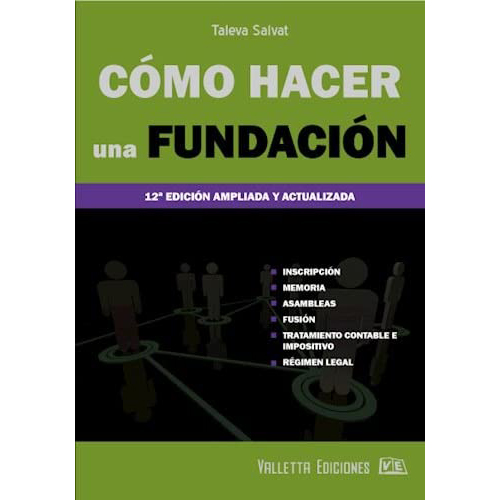 Taleva Salvat
CÓMO HACER
una FUNDACIÓN
12ª EDICIÓN AMPLIADA Y ACTUALIZADA
INSCRIPCIÓN
MEMORIA
ASAMBLEAS
FUSIÓN
TRATAMIENTO CONTABLE E
IMPOSITIVO
RÉGIMEN LEGAL
VALLETTA EDICIONES VE